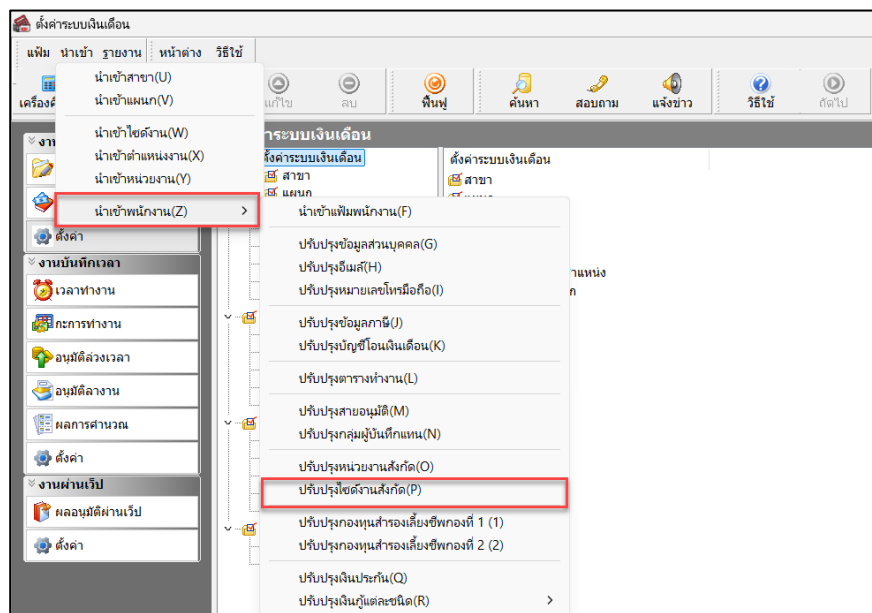 ตั้งค่าระบบเงินเดือน
แฟ้ม นำเข้า รายงาน หน้าต่าง วิธีใช้
แก้ไข ลบ ฟื้นฟู ค้นหา สอบถาม แจ้งข่าว วิธีใช้ ถัดไป
นำเข้าสาขา(U)
นำเข้าแผนก(V)
นำเข้าไซด์งาน(W)
นำเข้าตำแหน่งงาน(X)
นำเข้าหน่วยงาน(Y)
นำเข้าพนักงาน(Z)
ตั้งค่า
งานบันทึกเวลา
เวลาทำงาน
กะการทำงาน
อนุมัติล่วงเวลา
อนุมัติลางาน
ผลการคำนวณ
ตั้งค่า
งานผ่านเว็ป
ผลอนุมัติผ่านเว็ป
ตั้งค่า
ระบบเงินเดือน
ตั้งค่าระบบเงินเดือน
สาขา
แผนก
ตั้งค่าระบบเงินเดือน
สาขา
นำเข้าแฟ้มพนักงาน(F)
ปรับปรุงข้อมูลส่วนบุคคล(G)
ปรับปรุงอีเมล์(H)
ปรับปรุงหมายเลขโทรมือถือ(I)
ปรับปรุงข้อมูลภาษี(J)
ปรับปรุงบัญชีโอนเงินเดือน(K)
ปรับปรุงตารางทำงาน(L)
ปรับปรุงสายอนุมัติ(M)
ปรับปรุงกลุ่มผู้บันทึกแทน(N)
ปรับปรุงหน่วยงานสังกัด(O)
ปรับปรุงไซด์งานสังกัด(P)
ปรับปรุงกองทุนสำรองเลี้ยงชีพกองที่ 1 (1)
ปรับปรุงกองทุนสำรองเลี้ยงชีพกองที่ 2 (2)
ปรับปรุงเงินประกัน(Q)
ปรับปรุงเงินกู้แต่ละชนิด(R)